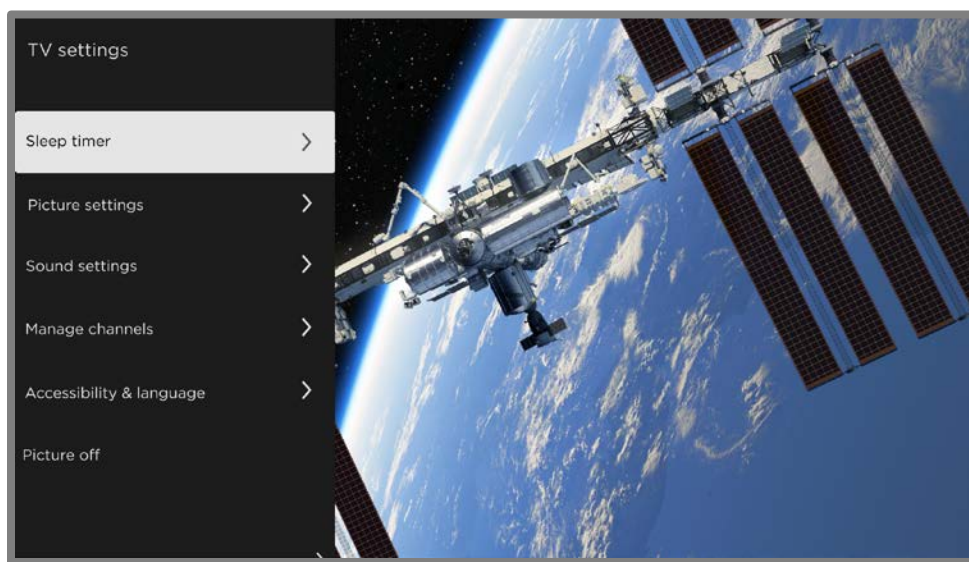 TV settings
Sleep timer
Picture settings
Sound settings
Manage channels
Accessibility & language
Picture off